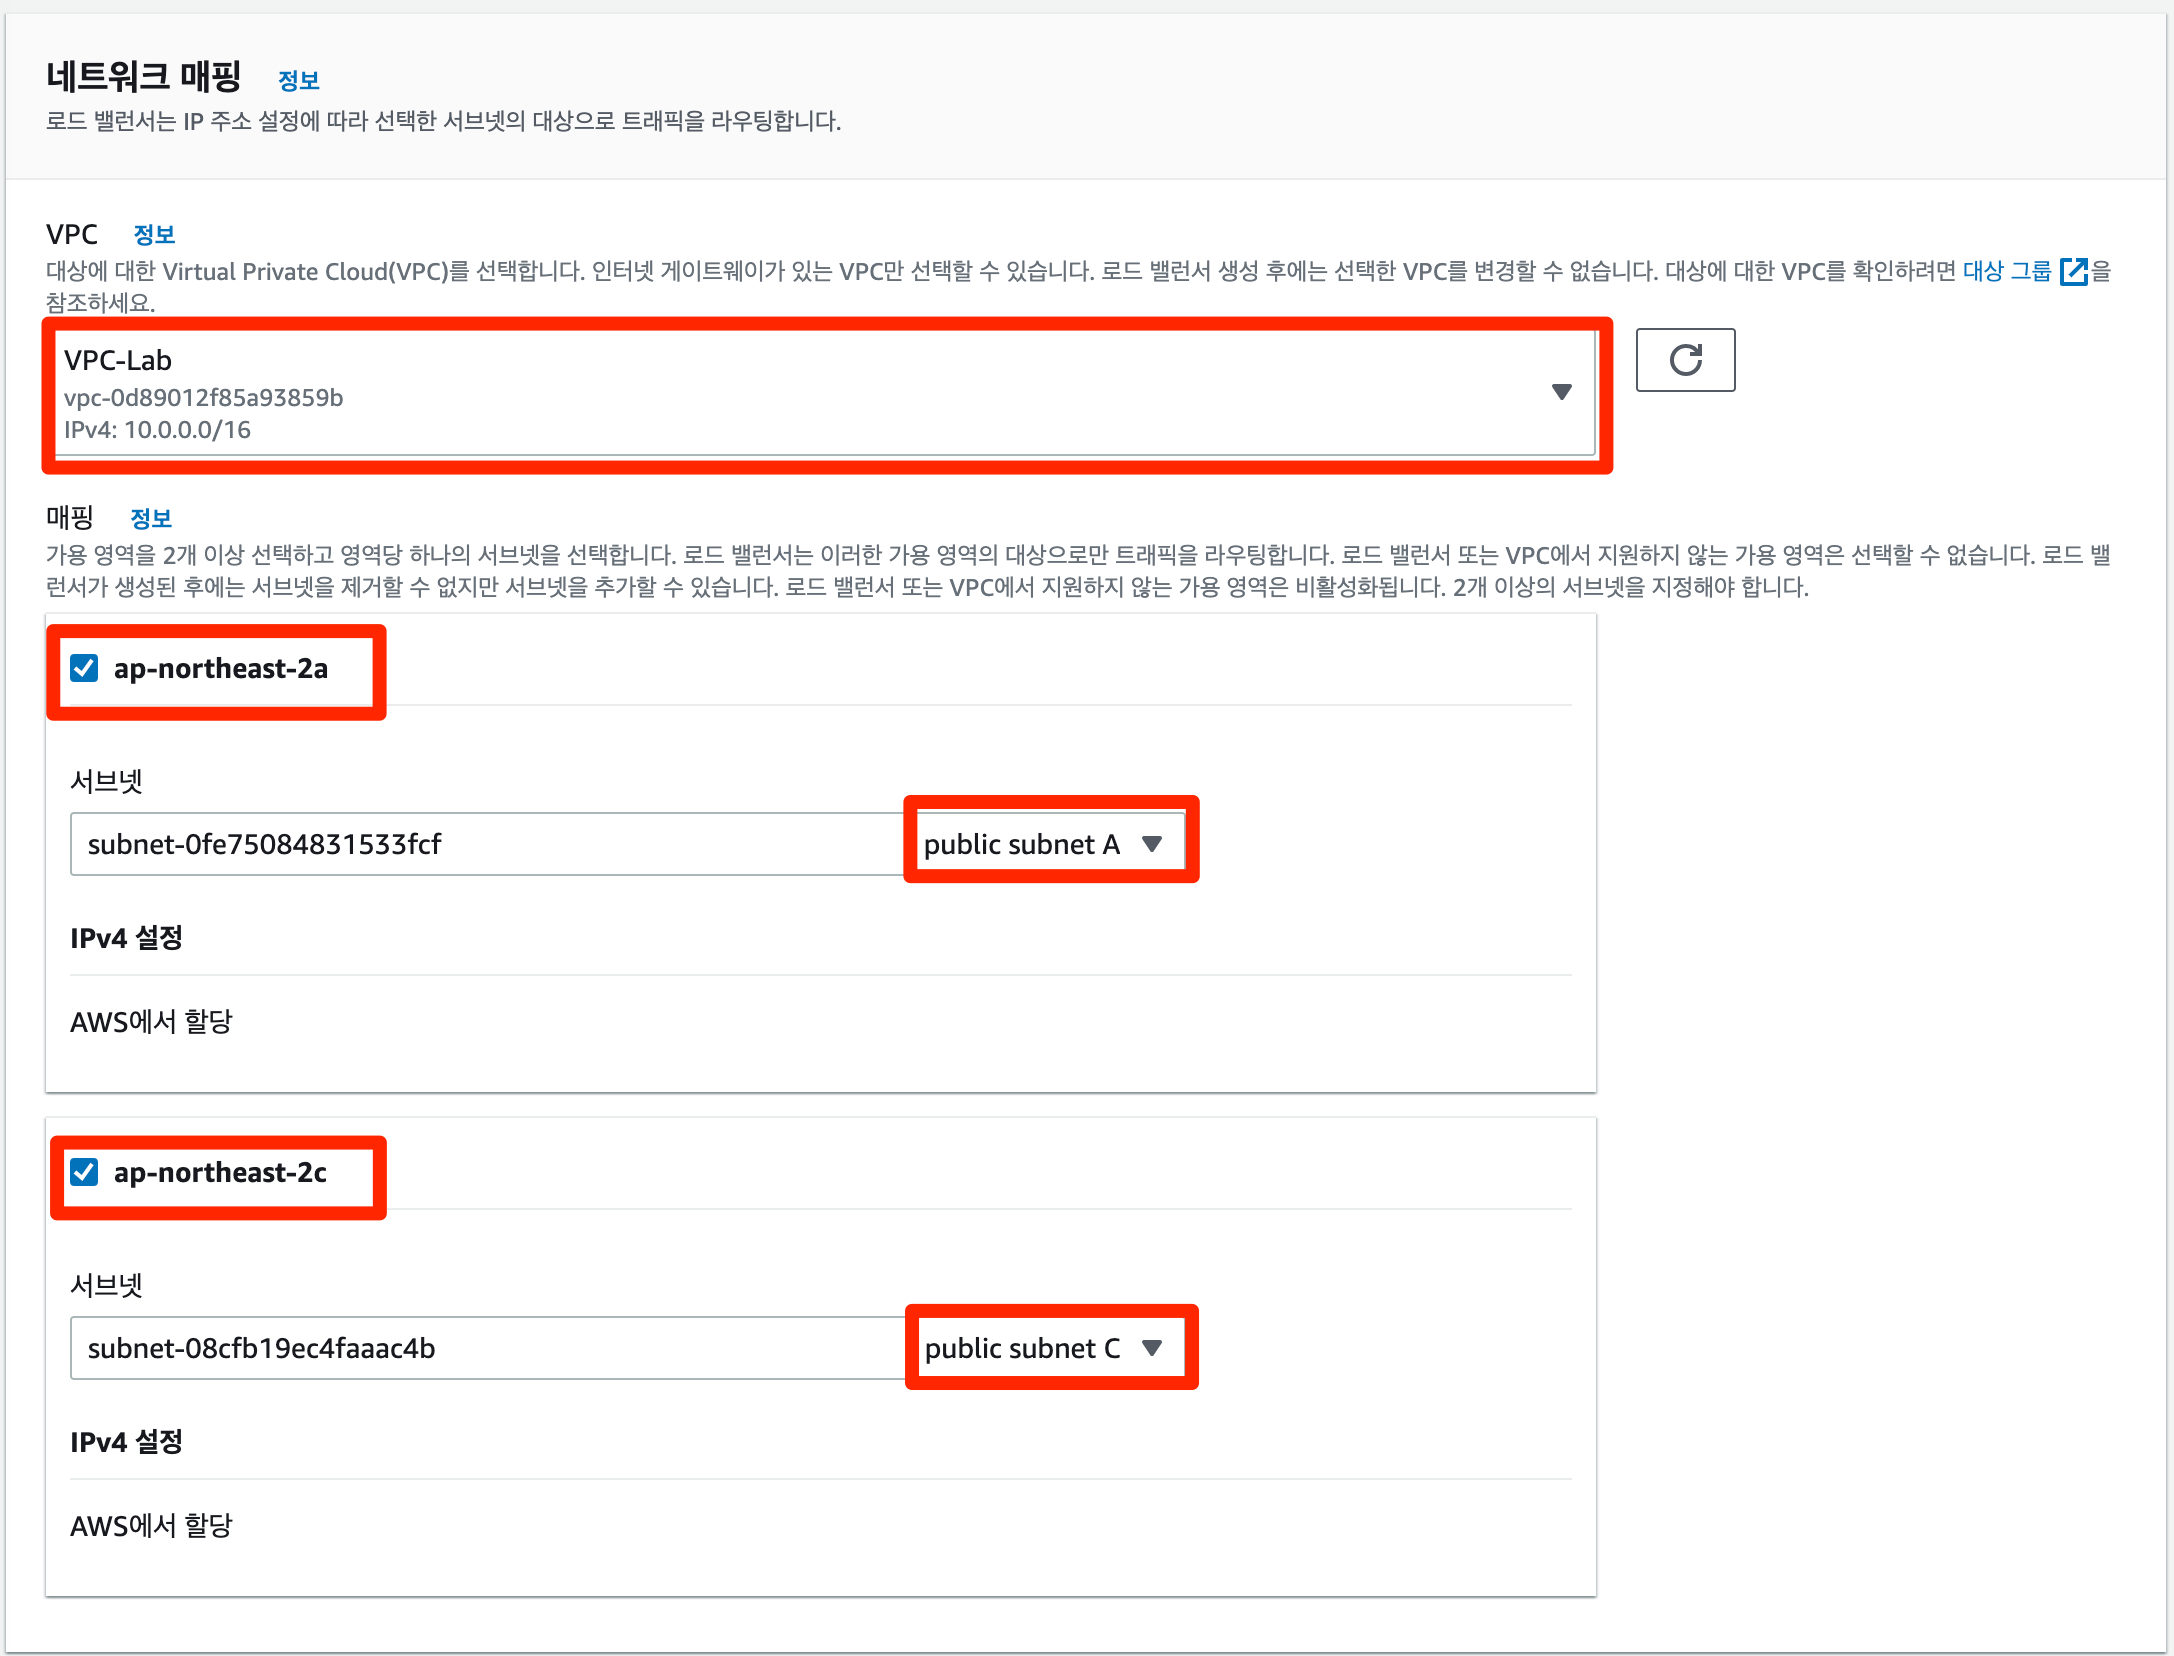 네트워크 매핑 정보
로드 밸런서는 IP 주소 설정에 따라 선택한 서브넷의 대상으로 트래픽을 라우팅합니다.
VPC 정보
대상에 대한 Virtual Private Cloud(VPC)를 선택합니다. 인터넷 게이트웨이가 있는 VPC만 선택할 수 있습니다. 로드 밸런서 생성 후에는 선택한 VPC를 변경할 수 없습니다. 대상에 대한 VPC를 확인하려면 대상 그룹 을
참조하세요.
VPC-Lab
vpc-0d89012f85a93859b
IPv4: 10.0.0.0/16
매핑 정보
가용 영역을 2개 이상 선택하고 영역당 하나의 서브넷을 선택합니다. 로드 밸런서는 이러한 가용 영역의 대상으로만 트래픽을 라우팅합니다. 로드 밸런서 또는 VPC에서 지원하지 않는 가용 영역은 선택할 수 없습니다. 로드 밸
런서가 생성된 후에는 서브넷을 제거할 수 없지만 서브넷을 추가할 수 있습니다. 로드 밸런서 또는 VPC에서 지원하지 않는 가용 영역은 비활성화됩니다. 2개 이상의 서브넷을 지정해야 합니다.
ap-northeast-2a
서브넷
subnet-0fe75084831533fcf public subnet A
IPv4 설정
AWS에서 할당
ap-northeast-2c
서브넷
subnet-08cfb19ec4faaac4b public subnet C
IPv4 설정
AWS에서 할당